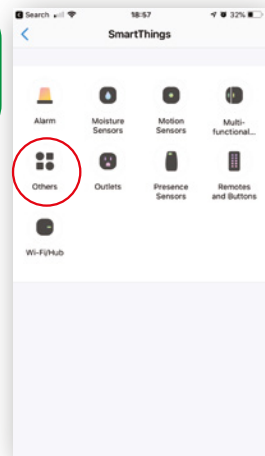 Search 18:57 32%
SmartThings
Alarm
Moisture
Sensors
Motion
Sensors
Multi-
functional...
Others
Outlets
Presence
Sensors
Remotes
and Buttons
Wi-Fi/Hub